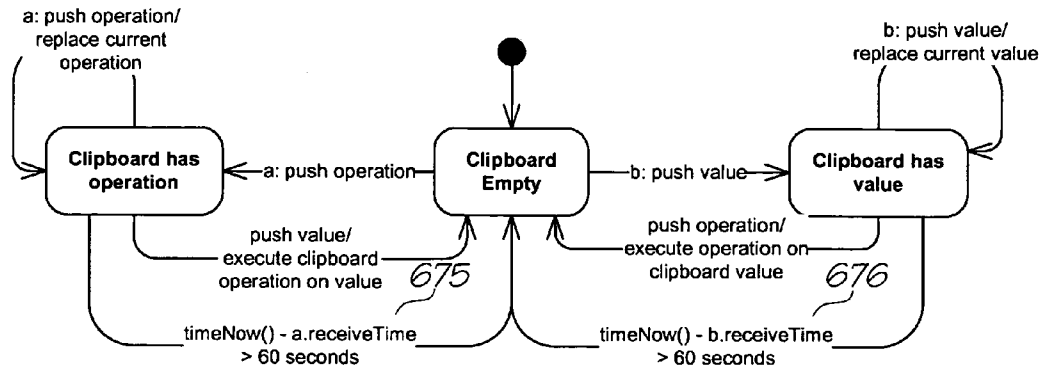 a: push operation/
replace current
operation
b: push value/
replace current value
Clipboard has
operation
a: push operation
Clipboard
Empty
b: push value
Clipboard has
value
push value/
execute clipboard
operation on value
675
push operation/
execute operation on
clipboard value
676
timeNow() - a.receiveTime
> 60 seconds
timeNow() - b.receiveTime
> 60 seconds